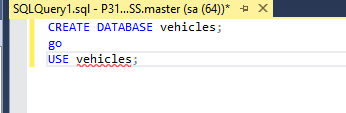 SQLQuery1.sql - P31...SS.master (sa (64))*
CREATE DATABASE vehicles;
go
USE vehicles;